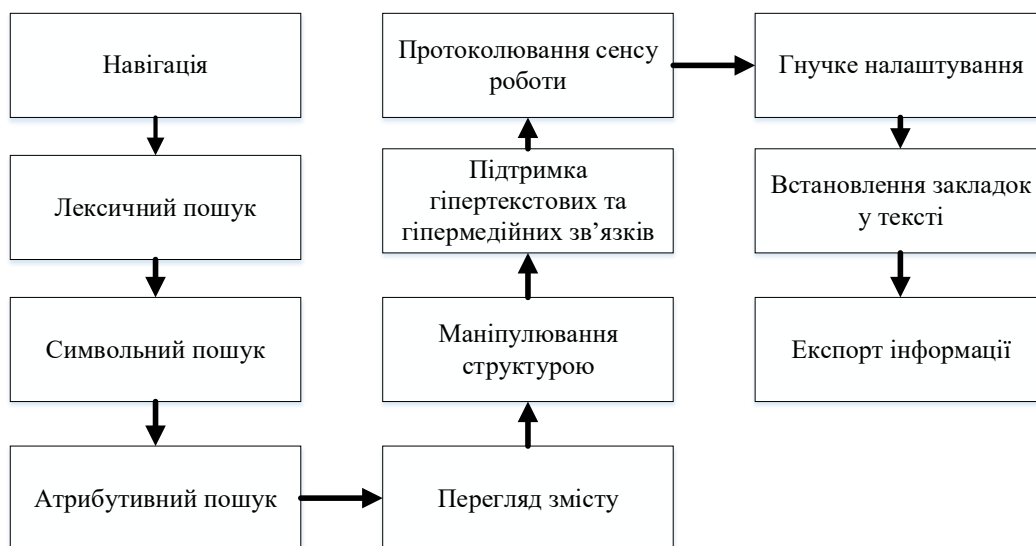 Навігація
Лексичний пошук
Символьний пошук
Атрибутивний пошук
Перегляд змісту
Маніпулювання
структурою
Підтримка
гіпертекстових та
гіпермедійних зв’язків
Протоколювання сенсу
роботи
Гнучке налаштування
Встановлення закладок
у тексті
Експорт інформації